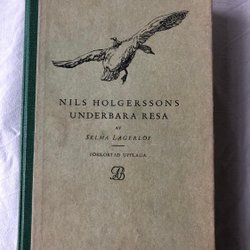 NILS HOLGERSSONS
UNDERBARA RESA
AV
SELMA LAGERLÖF
FÖRKORTAD UPPLAGA